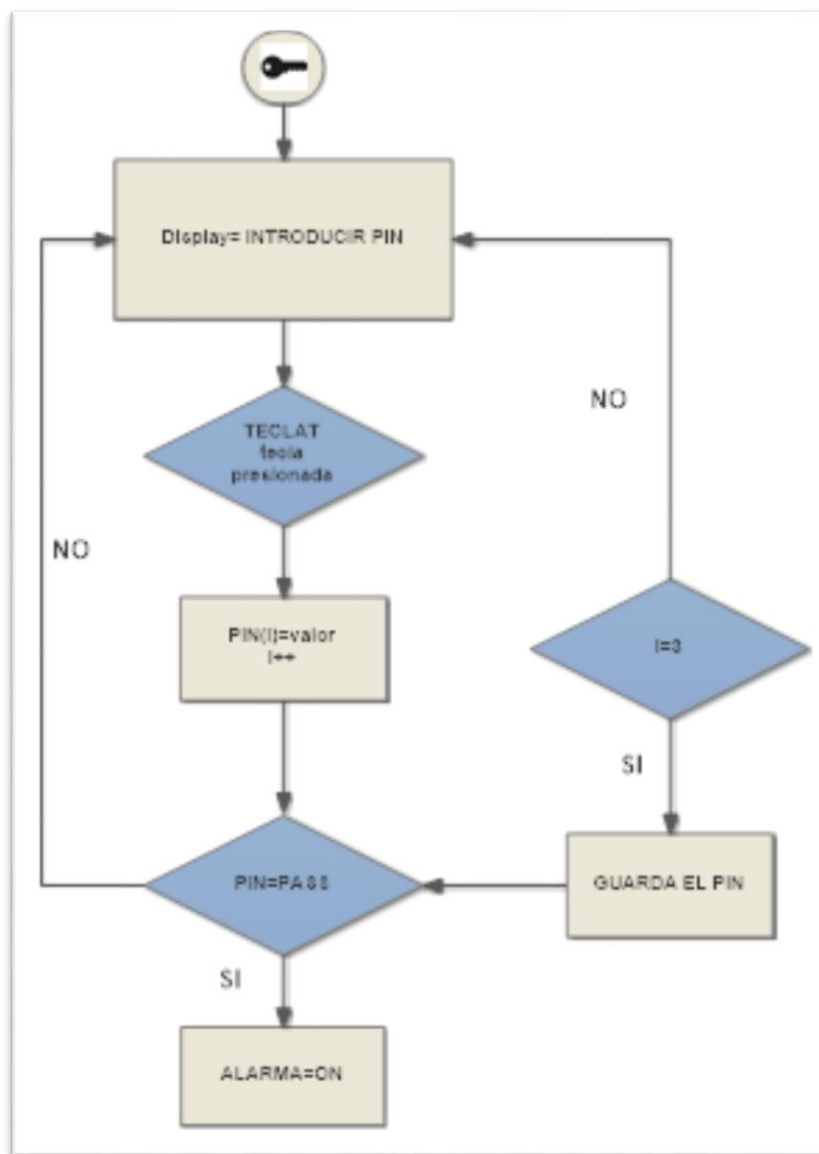 Display= INTRODUCIR PIN
NO
TECLAT
tecla
presionada
NO
PIN(i)=valor
i++
i=3
SI
PIN=PASS
GUARDA EL PIN
SI
ALARMA=ON